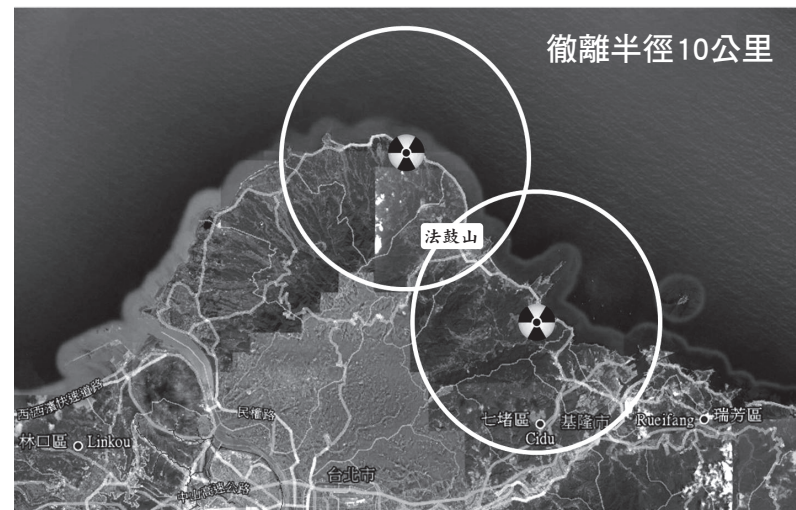 徹離半徑10公里
法鼓山
西濱快速道路
民權路
林口區 Linkou
七堵區
Cidu
基隆市
Rueifang 瑞芳區
台北市
中山高速公路